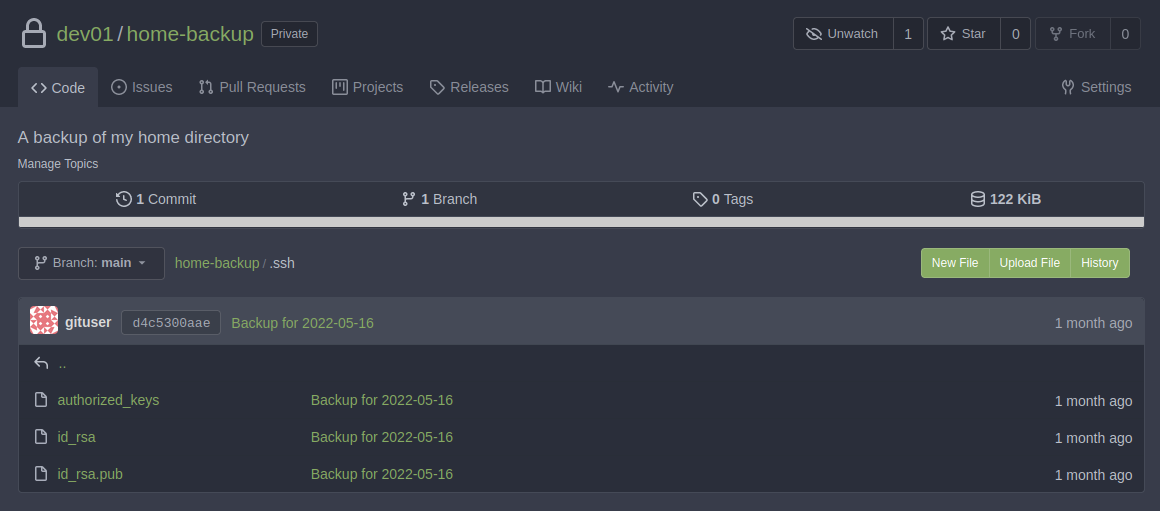 dev01 / home-backup Private Unwatch 1 Star 0 Fork 0
Code Issues Pull Requests Projects Releases Wiki Activity Settings
A backup of my home directory
Manage Topics
1 Commit 1 Branch 0 Tags 122 KiB
Branch: main home-backup / .ssh New File Upload File History
gituser d4c5300aae Backup for 2022-05-16 1 month ago
..
authorized_keys Backup for 2022-05-16 1 month ago
id_rsa Backup for 2022-05-16 1 month ago
id_rsa.pub Backup for 2022-05-16 1 month ago